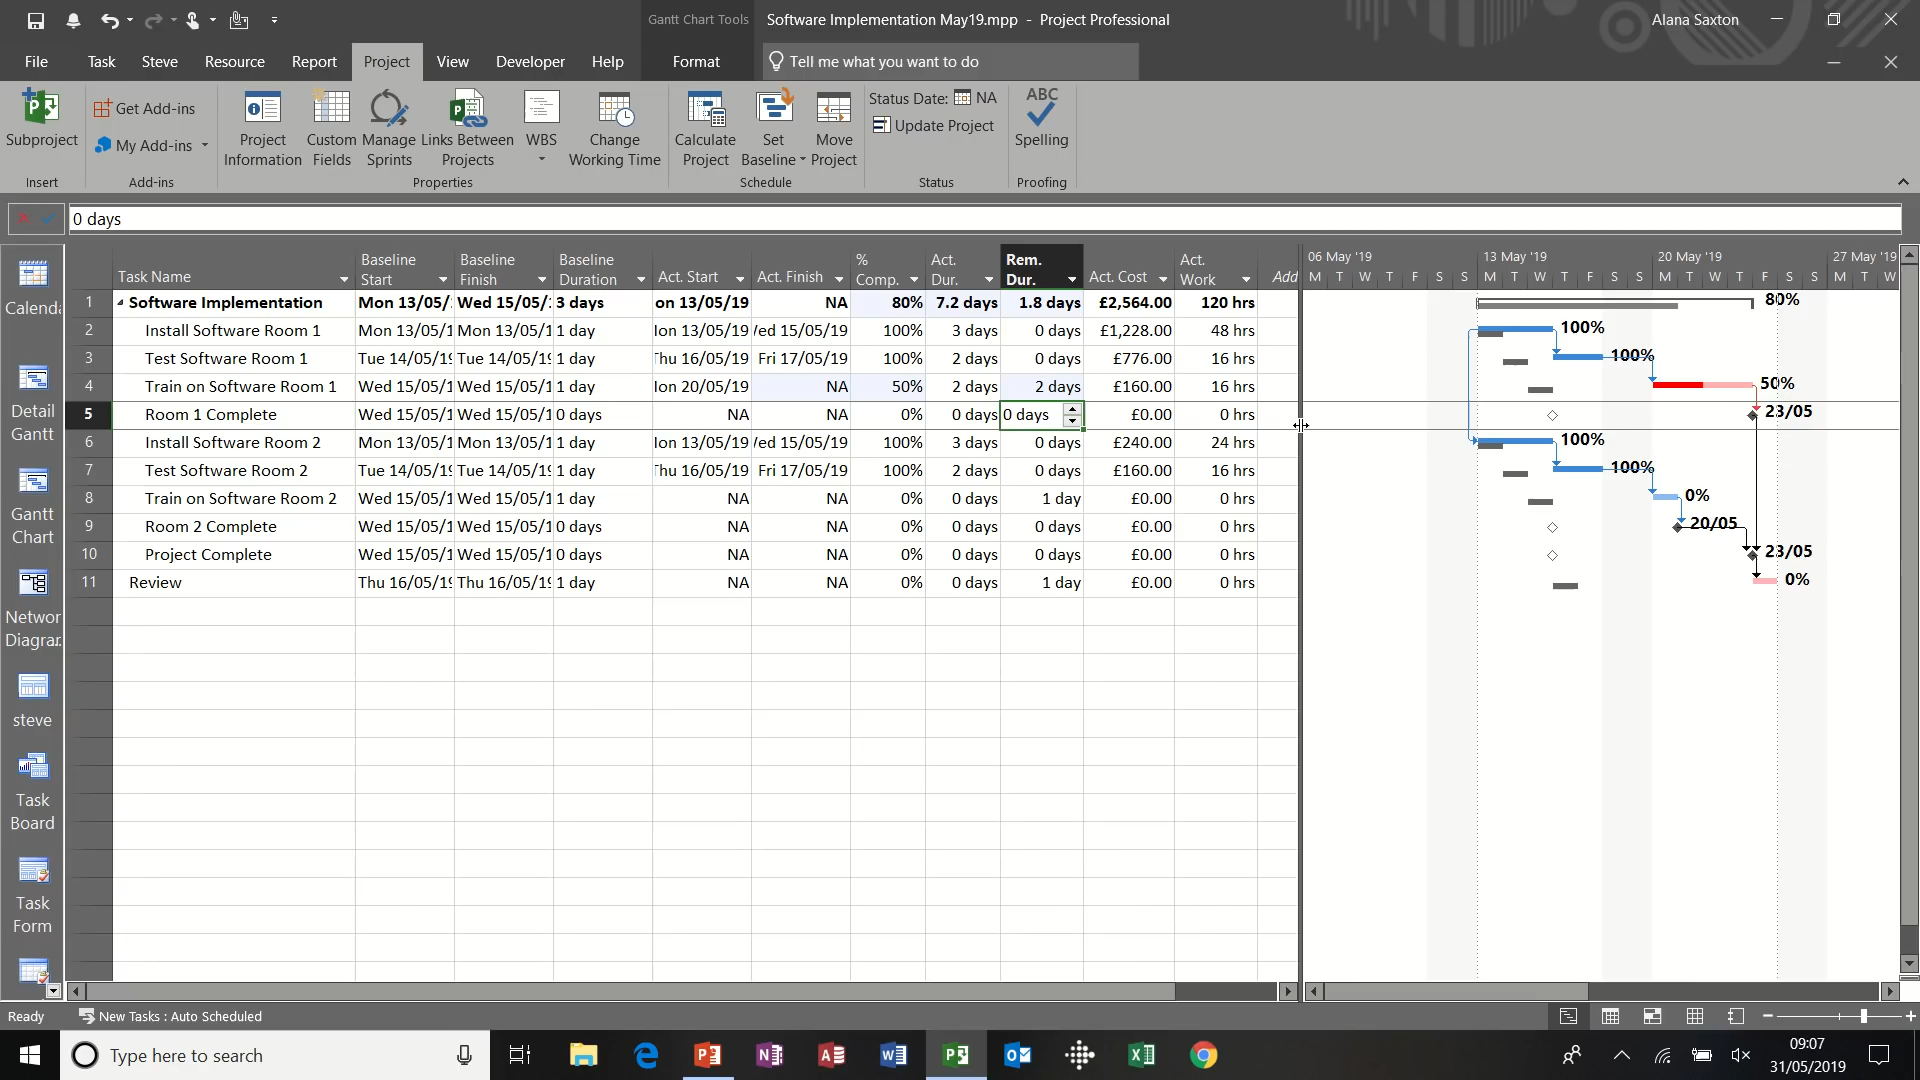 Gantt Chart Tools
Software Implementation May19.mpp - Project Professional
Alana Saxton
File Task Steve Resource Report Project View Developer Help Format Tell me what you want to do
Subproject
Insert
Get Add-ins
My Add-ins
Add-ins
Project Information
Custom Fields
Manage Sprints
Links Between Projects
WBS
Change Working Time
Properties
Calculate Project
Set Baseline
Move Project
Schedule
Status Date: NA
Update Project
Status
ABC
Spelling
Proofing
0 days
Task Name Baseline Start Baseline Finish Baseline Duration Act. Start Act. Finish % Comp. Act. Dur. Rem. Dur. Act. Cost Act. Work Add
1 Software Implementation Mon 13/05/ Wed 15/05/ 3 days on 13/05/19 NA 80% 7.2 days 1.8 days £2,564.00 120 hrs
2 Install Software Room 1 Mon 13/05/1 Mon 13/05/1 1 day Ion 13/05/19 /ed 15/05/19 100% 3 days 0 days £1,228.00 48 hrs
3 Test Software Room 1 Tue 14/05/19 Tue 14/05/19 1 day Thu 16/05/19 Fri 17/05/19 100% 2 days 0 days £776.00 16 hrs
4 Train on Software Room 1 Wed 15/05/1 Wed 15/05/1 1 day Ion 20/05/19 NA 50% 2 days 2 days £160.00 16 hrs
5 Room 1 Complete Wed 15/05/1 Wed 15/05/1 0 days NA NA 0% 0 days 0 days £0.00 0 hrs
6 Install Software Room 2 Mon 13/05/1 Mon 13/05/1 1 day Ion 13/05/19 /ed 15/05/19 100% 3 days 0 days £240.00 24 hrs
7 Test Software Room 2 Tue 14/05/19 Tue 14/05/19 1 day Thu 16/05/19 Fri 17/05/19 100% 2 days 0 days £160.00 16 hrs
8 Train on Software Room 2 Wed 15/05/1 Wed 15/05/1 1 day NA NA 0% 0 days 1 day £0.00 0 hrs
9 Room 2 Complete Wed 15/05/1 Wed 15/05/1 0 days NA NA 0% 0 days 0 days £0.00 0 hrs
10 Project Complete Wed 15/05/1 Wed 15/05/1 0 days NA NA 0% 0 days 0 days £0.00 0 hrs
11 Review Thu 16/05/19 Thu 16/05/19 1 day NA NA 0% 0 days 1 day £0.00 0 hrs
06 May '19 13 May '19 20 May '19 27 May '19
M T W T F S S M T W T F S S M T W T F S S M T W
80%
100%
100%
50%
23/05
100%
100%
0%
20/05
23/05
0%
Calenda
Detail
Gantt
Gantt
Chart
Networ
Diagrar
steve
Task
Board
Task
Form
Ready New Tasks : Auto Scheduled
Type here to search
09:07
31/05/2019